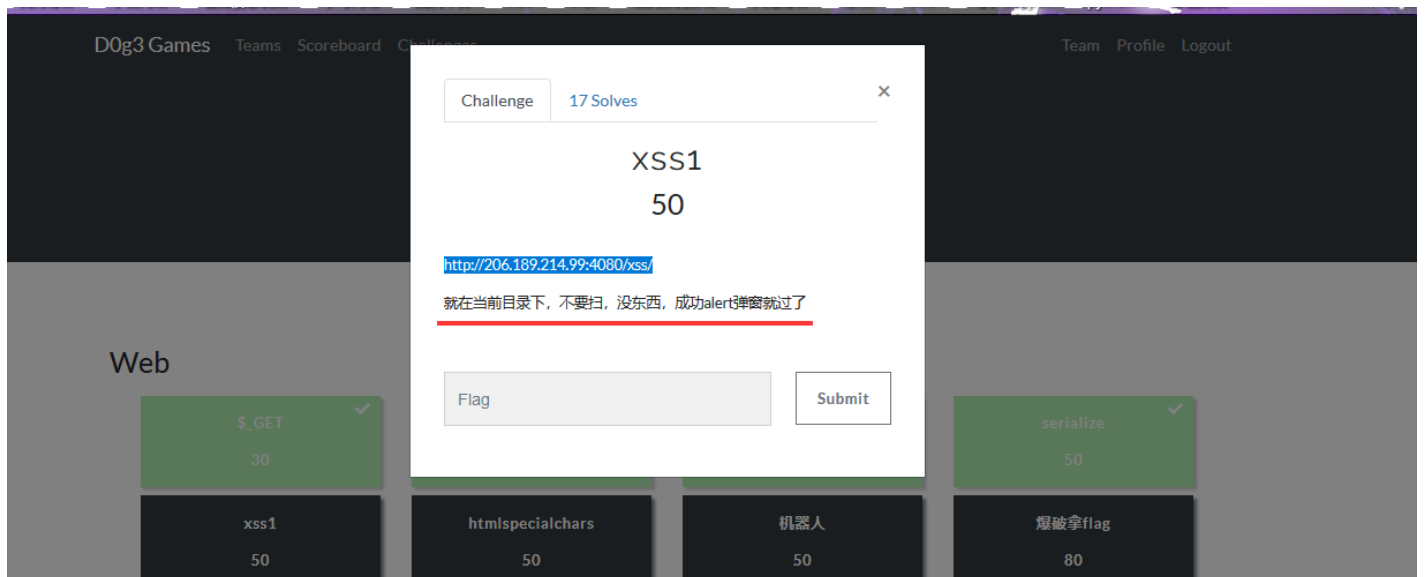 D0g3 Games Teams Scoreboard Challenges Team Profile Logout
Challenge 17 Solves ×
XSS1
50
http://206.189.214.99:4080/xss/
就在当前目录下，不要扫，没东西，成功alert弹窗就过了
Flag Submit
Web
$_GET
30
serialize
50
xss1
50
htmlspecialchars
50
机器人
50
爆破拿flag
80